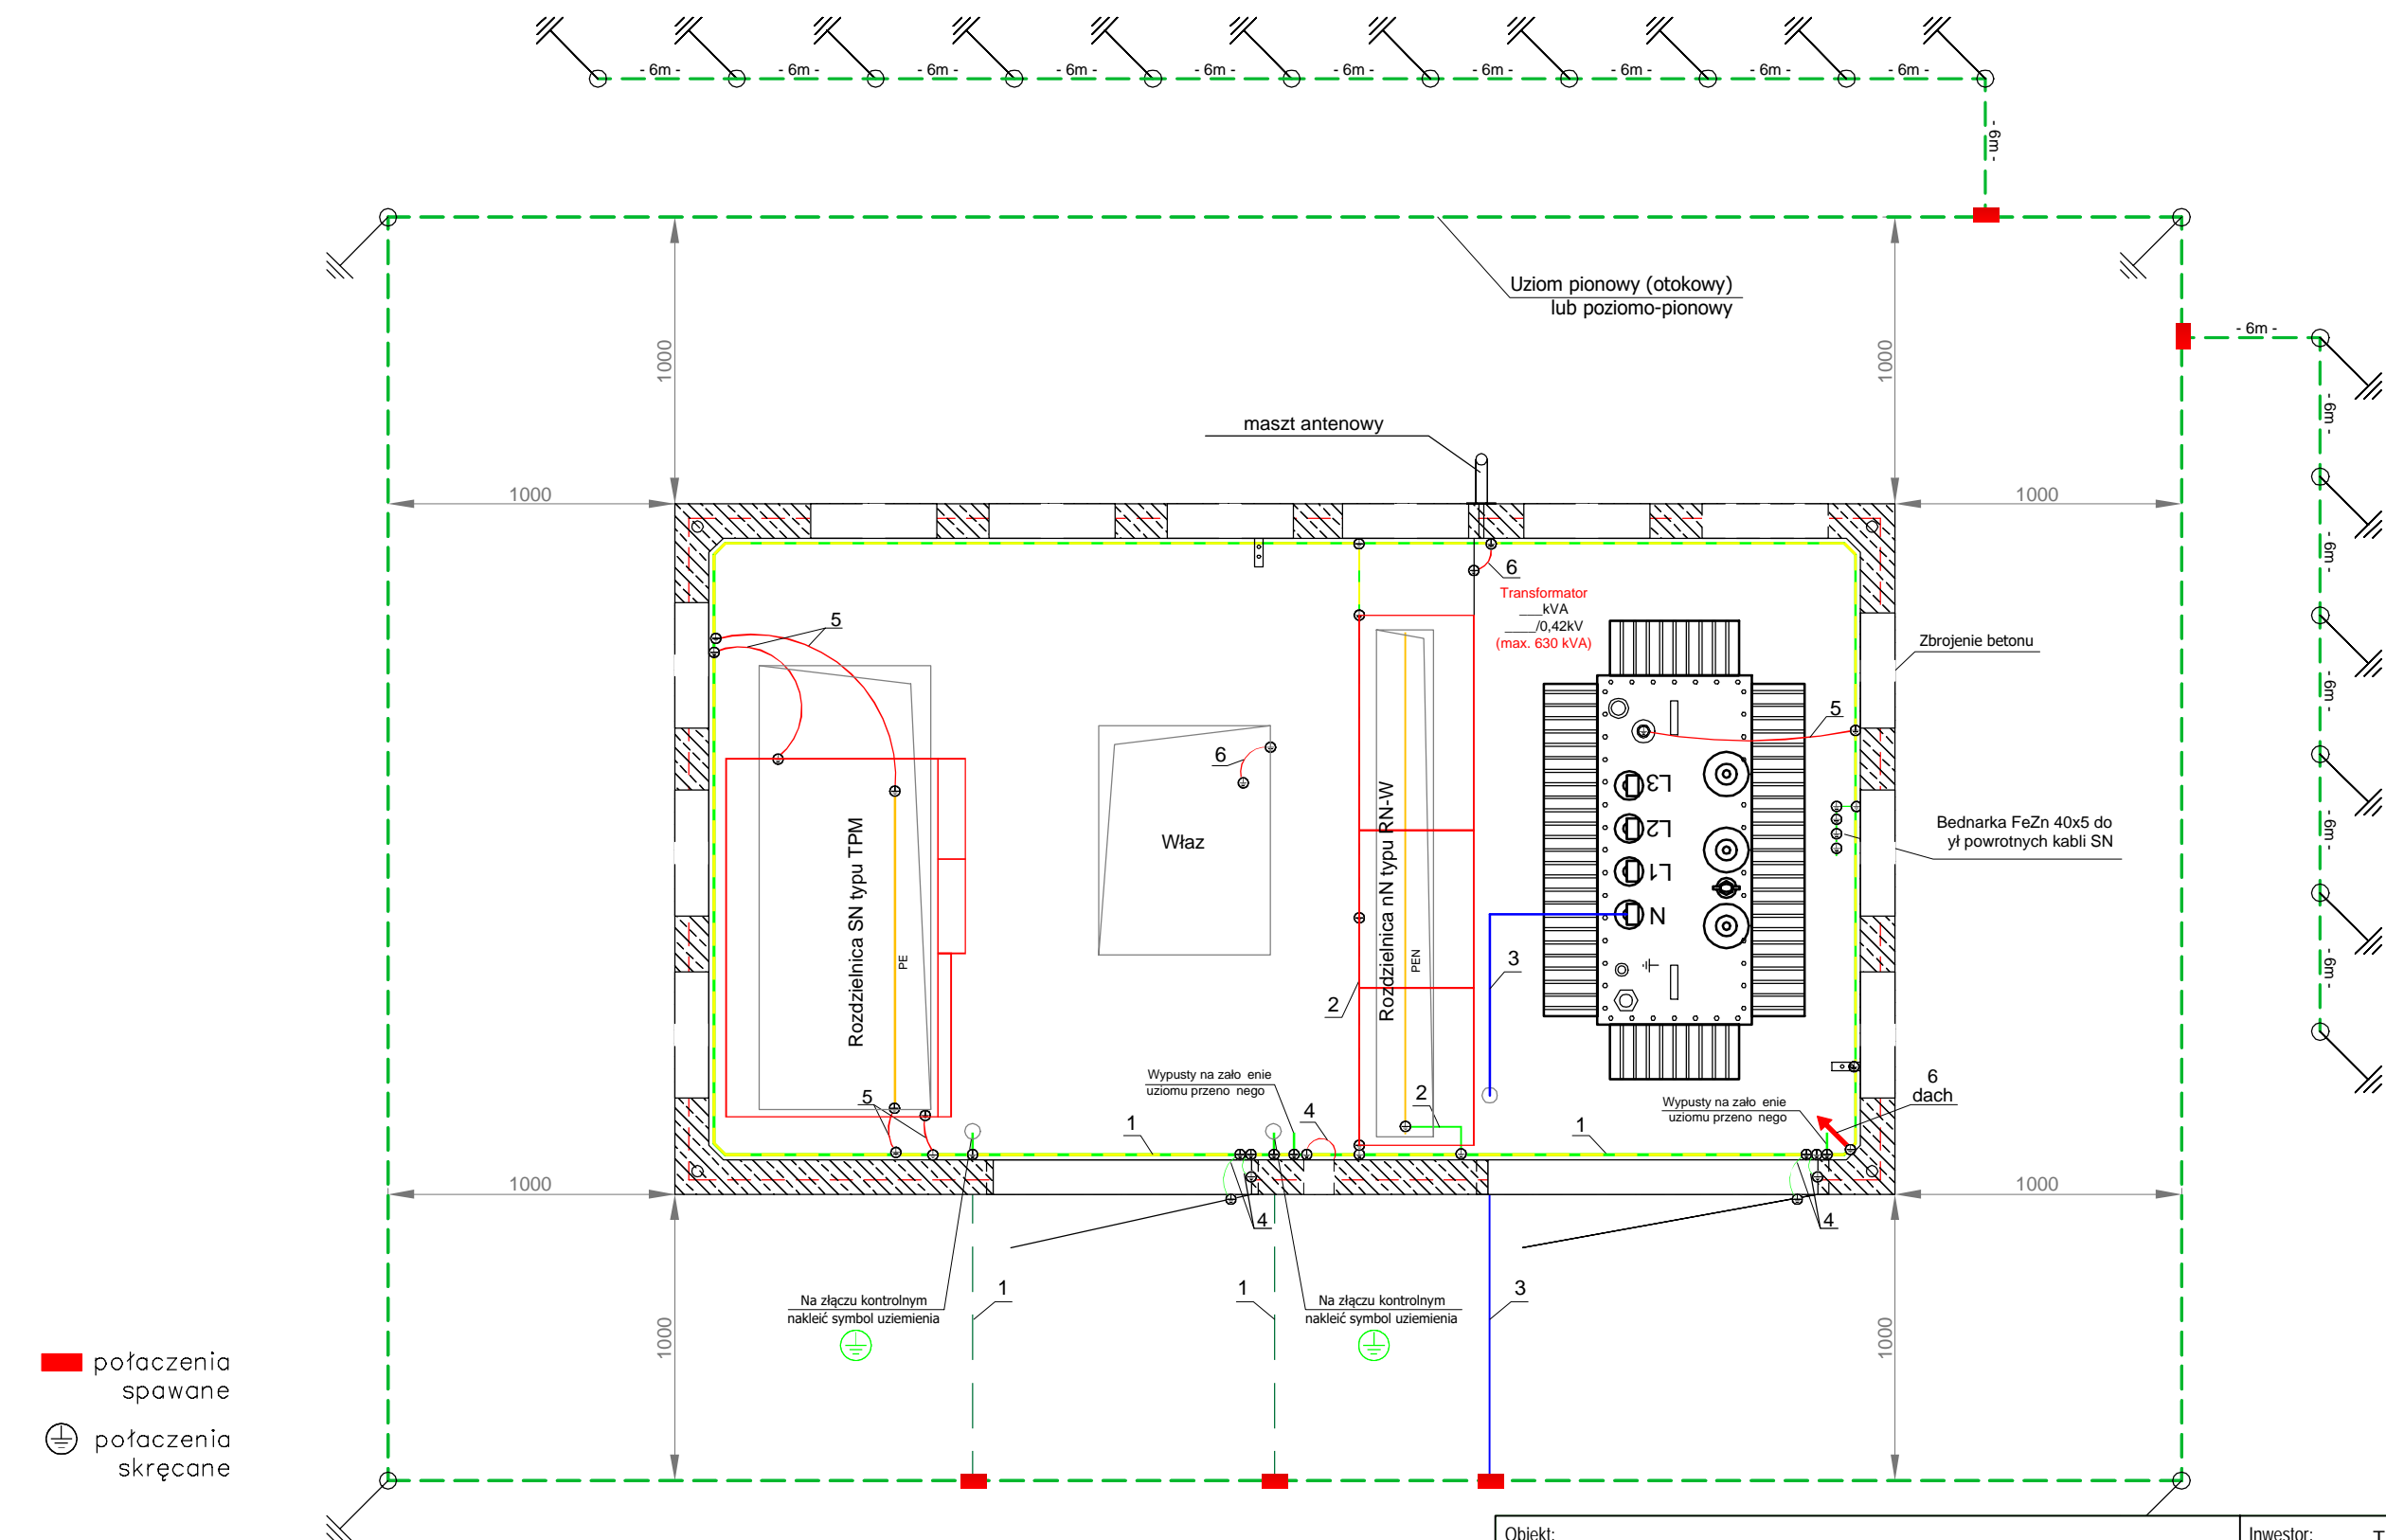 - 6m -
- 6m -
- 6m -
- 6m -
- 6m -
- 6m -
- 6m -
- 6m -
- 6m -
- 6m -
- 6m -
Uziom pionowy (otokowy)
lub poziomo-pionowy
- 6m -
- 6m -
- 6m -
- 6m -
- 6m -
- 6m -
1000
1000
maszt antenowy
1000
1000
6
Transformator
___kVA
____/0,42kV
(max. 630 kVA)
5
Zbrojenie betonu
5
6
Właz
L3
L2
L1
N
Bednarka FeZn 40x5 do
ył powrotnych kabli SN
Rozdzielnica SN typu TPM
PE
Rozdzielnica nN typu RN-W
PEN
3
2
Wypusty na zało enie
uziomu przeno nego
5
1
4
2
1
Wypusty na zało enie
uziomu przeno nego
6
dach
1000
1000
4
4
1
1
3
Na złączu kontrolnym
nakleić symbol uziemienia
Na złączu kontrolnym
nakleić symbol uziemienia
1000
1000
połaczenia
spawane
połaczenia
skręcane
Obiekt:
Inwestor:
T